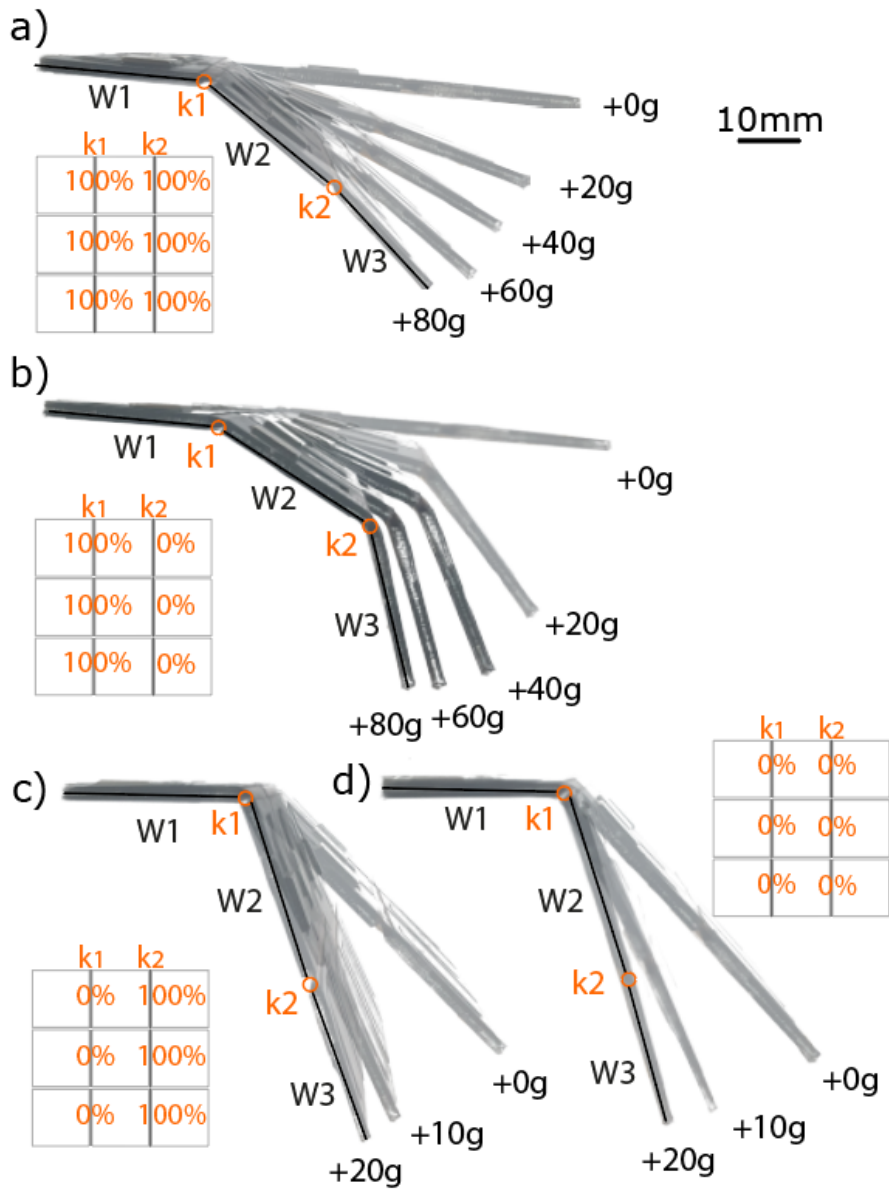 a)
W1
k1
+0g
10mm
k1 k2
W2
100% 100%
+20g
k2
100% 100%
+40g
W3
+60g
100% 100%
+80g
b)
W1
k1
+0g
W2
k1 k2
100% 0%
k2
100% 0%
W3
+20g
100% 0%
+40g
+80g +60g
c)
W1
k1
W2
k1 k2
0% 100%
k2
0% 100%
W3
+0g
0% 100%
+10g
+20g
d)
W1
k1
k1 k2
0% 0%
0% 0%
0% 0%
W2
k2
W3
+0g
+10g
+20g